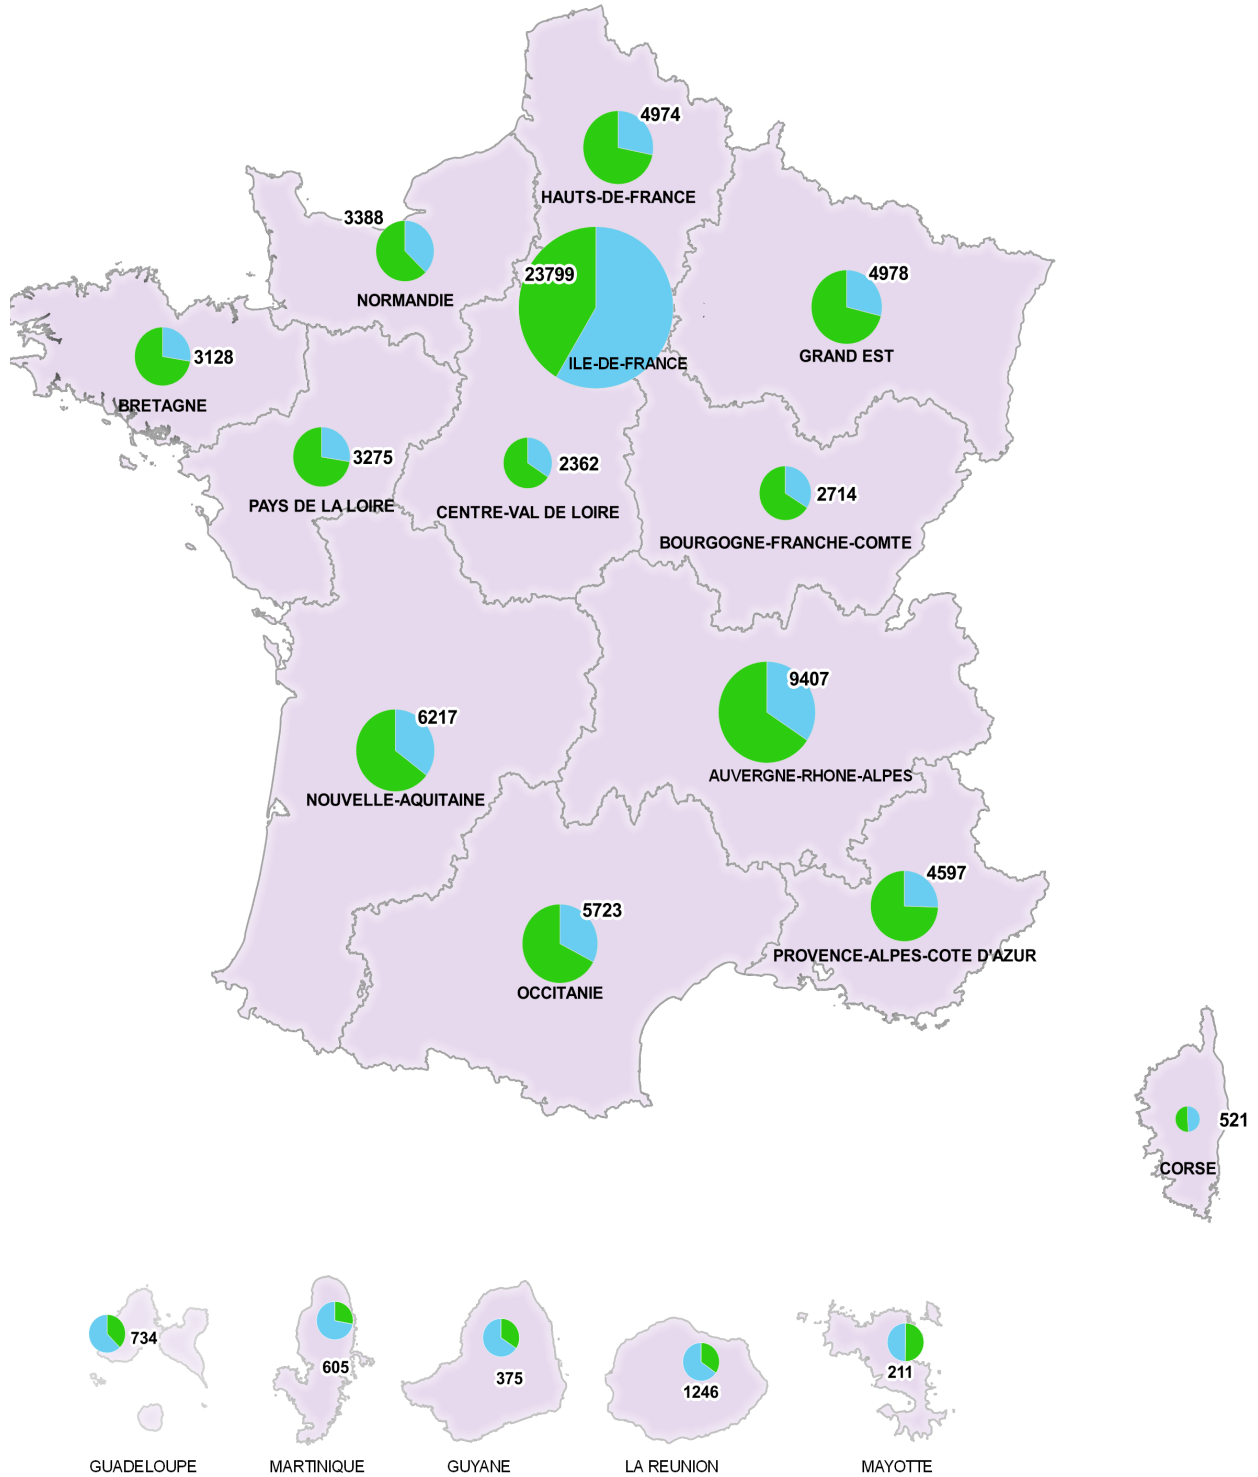 4974
HAUTS-DE-FRANCE
3388
NORMANDIE
23799
ILE-DE-FRANCE
4978
GRAND EST
3128
BRETAGNE
3275
PAYS DE LA LOIRE
2362
CENTRE-VAL DE LOIRE
2714
BOURGOGNE-FRANCHE-COMTE
9407
AUVERGNE-RHONE-ALPES
6217
NOUVELLE-AQUITAINE
4597
PROVENCE-ALPES-COTE D'AZUR
5723
OCCITANIE
521
CORSE
734
605
375
1246
211
GUADELOUPE
MARTINIQUE
GUYANE
LA REUNION
MAYOTTE